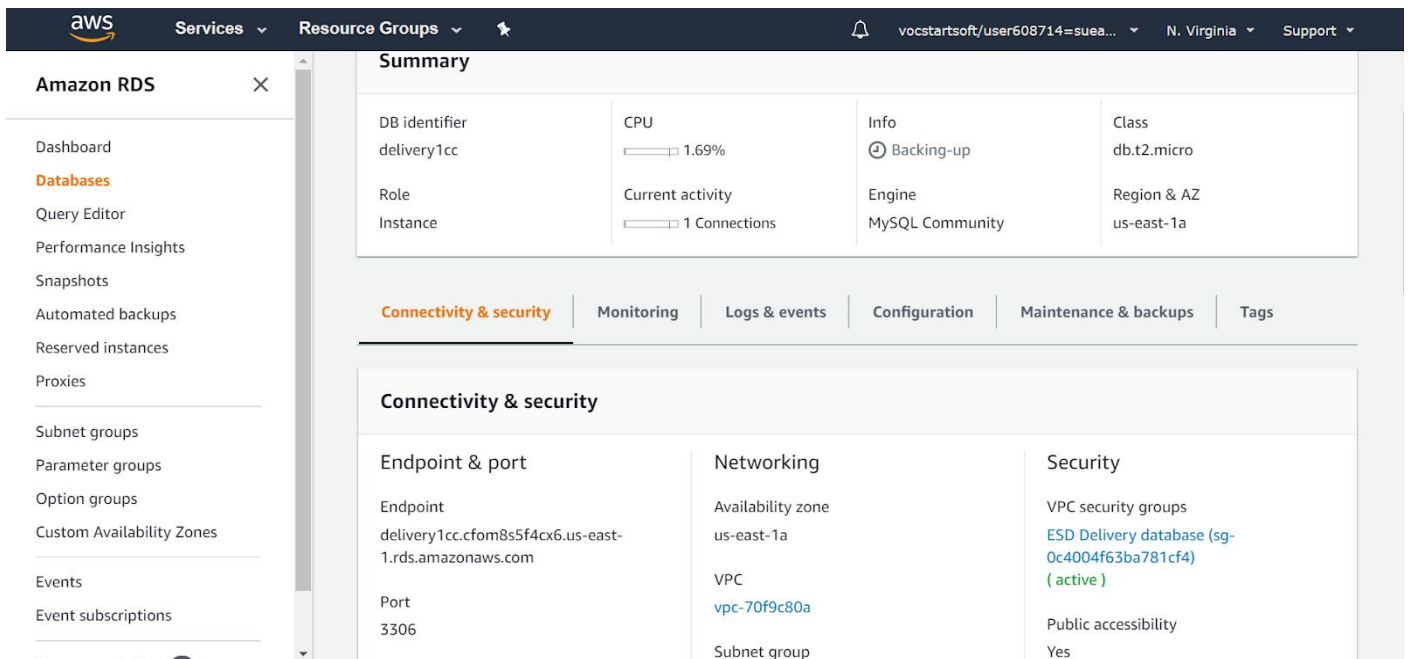 aws Services Resource Groups vocstartsoft/user608714=suea... N. Virginia Support
Amazon RDS
Dashboard
Databases
Query Editor
Performance Insights
Snapshots
Automated backups
Reserved instances
Proxies
Subnet groups
Parameter groups
Option groups
Custom Availability Zones
Events
Event subscriptions
Summary
DB identifier
delivery1cc
CPU
1.69%
Info
Backing-up
Class
db.t2.micro
Role
Instance
Current activity
1 Connections
Engine
MySQL Community
Region & AZ
us-east-1a
Connectivity & security Monitoring Logs & events Configuration Maintenance & backups Tags
Connectivity & security
Endpoint & port
Endpoint
delivery1cc.cfom8s5f4cx6.us-east-
1.rds.amazonaws.com
Port
3306
Networking
Availability zone
us-east-1a
VPC
vpc-70f9c80a
Subnet group
Security
VPC security groups
ESD Delivery database (sg-
0c4004f63ba781cf4)
( active )
Public accessibility
Yes